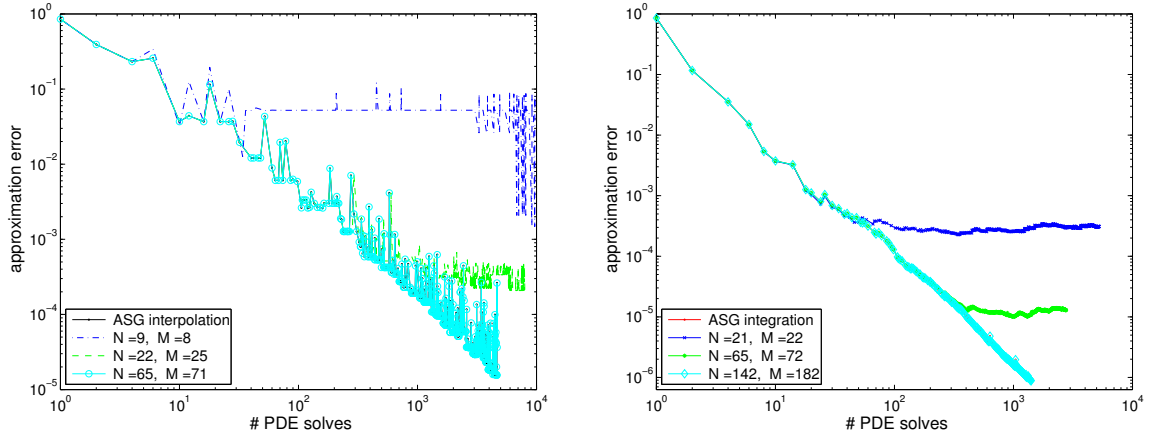 10^0
10^-1
10^-2
10^-3
10^-4
10^-5
approximation error
ASG interpolation
N =9, M =8
N =22, M =25
N =65, M =71
10^0
10^1
10^2
10^3
10^4
# PDE solves
10^0
10^-1
10^-2
10^-3
10^-4
10^-5
10^-6
approximation error
ASG integration
N =21, M =22
N =65, M =72
N =142, M =182
10^0
10^1
10^2
10^3
10^4
# PDE solves